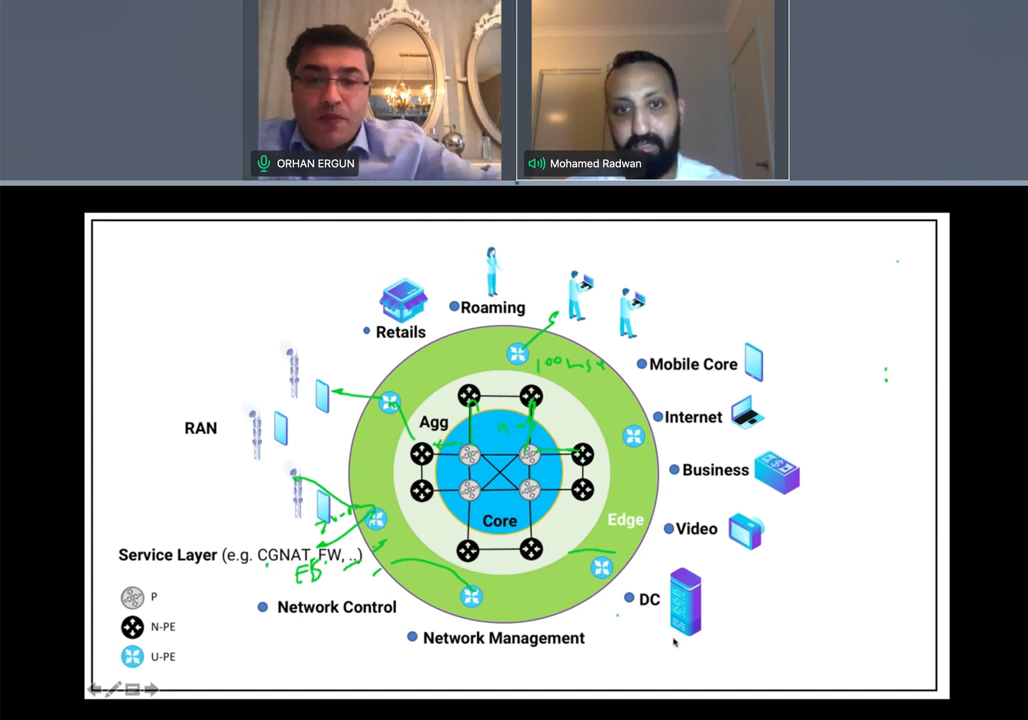 ORHAN ERGUN
Mohamed Radwan
Roaming
Retails
Mobile Core
Agg
Internet
RAN
Business
Core
Edge
Video
Service Layer (e.g. CGNAT, FW, ..)
P
DC
Network Control
N-PE
Network Management
U-PE